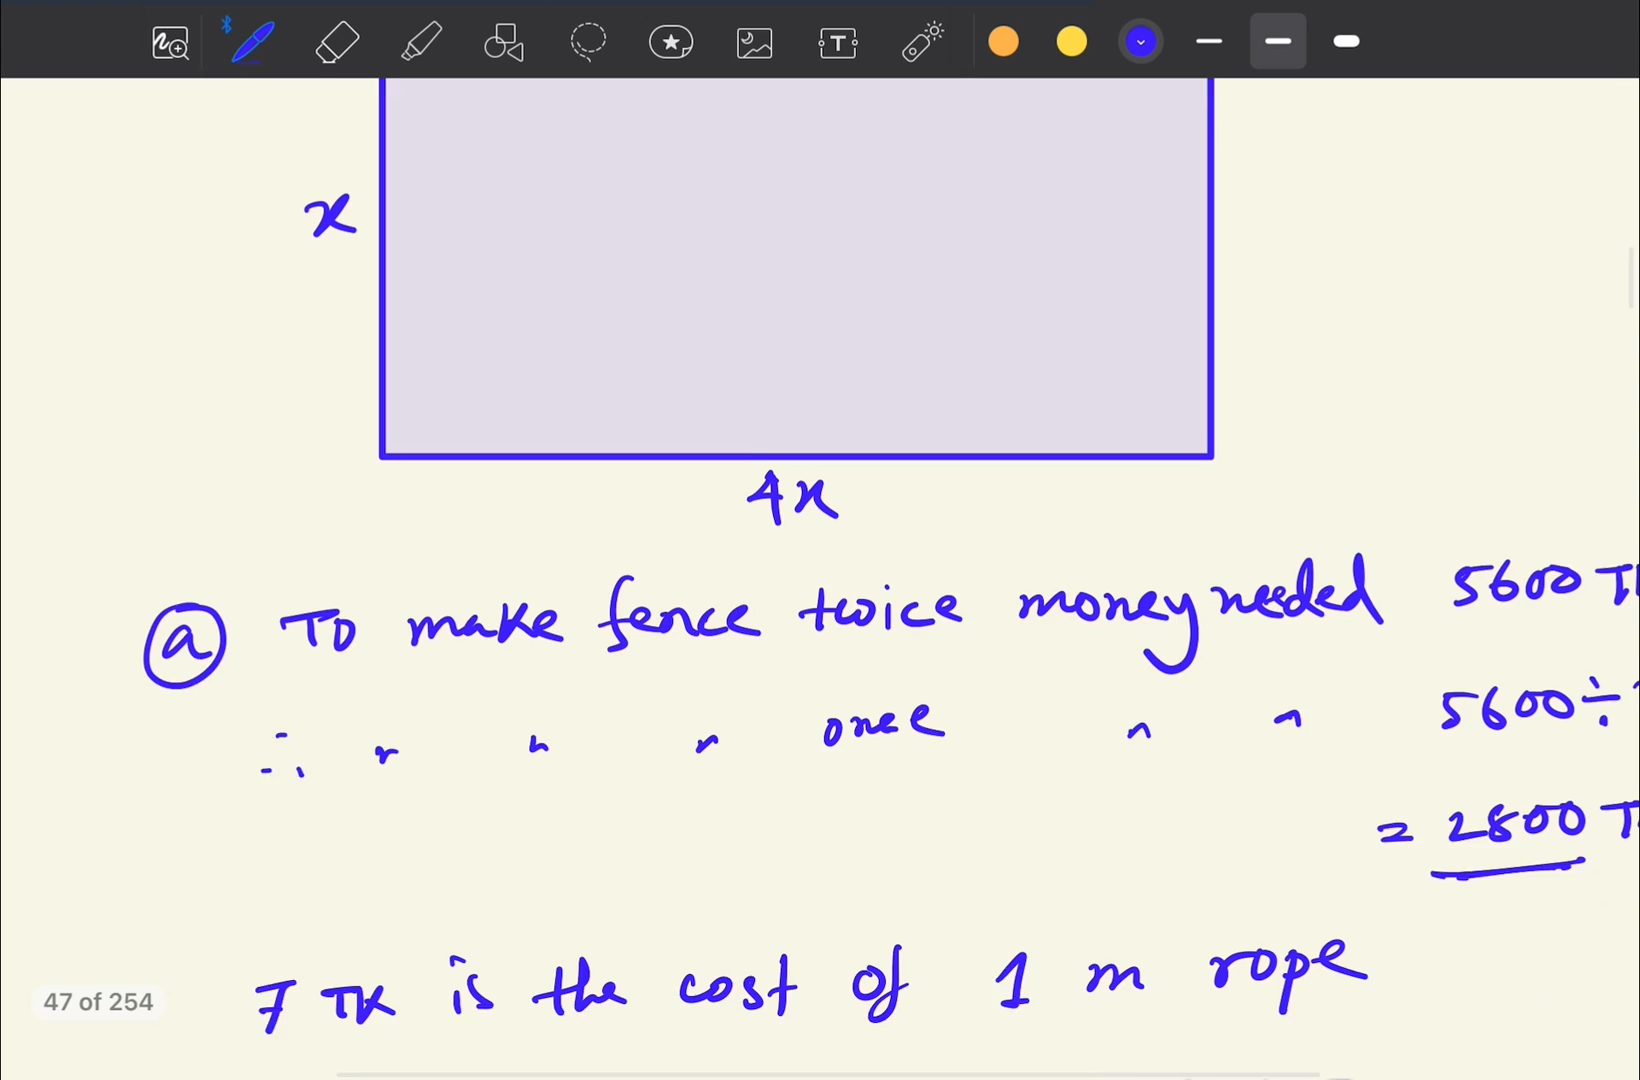 x
4x
ⓐ To make fence twice money needed 5600 T
∴ " " " once " " 5600 ÷
= 2800 T
7 TK is the cost of 1 m rope
47 of 254